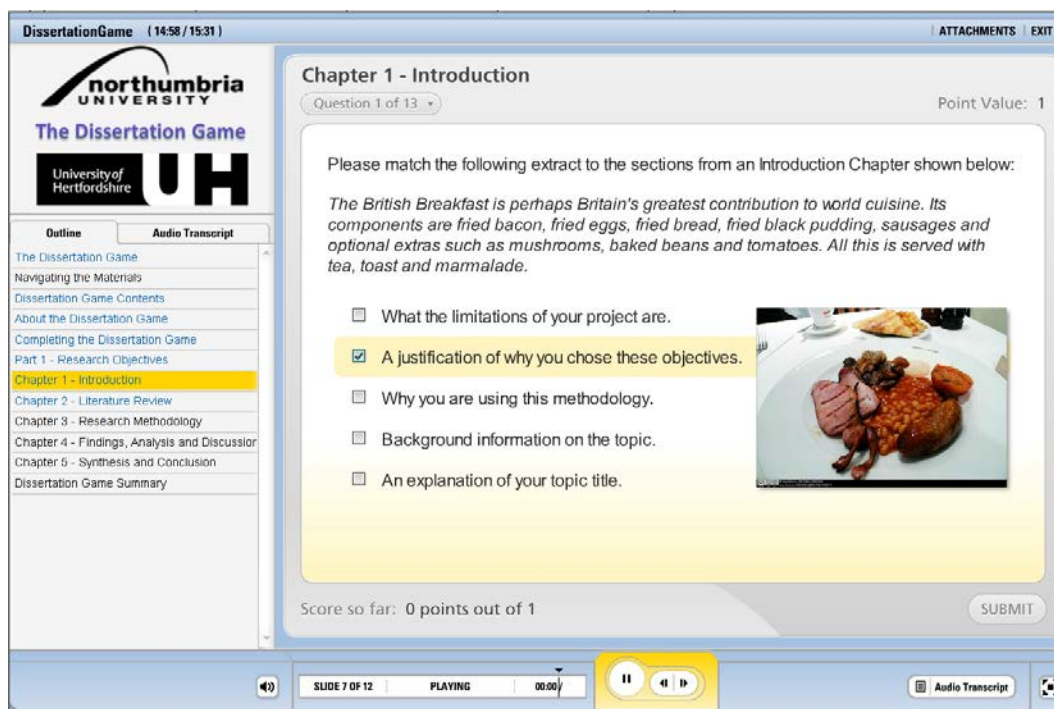 DissertationGame ( 14:58 / 15:31 )
ATTACHMENTS
EXIT
northumbria
UNIVERSITY
The Dissertation Game
University of
Hertfordshire
UH
Outline
Audio Transcript
The Dissertation Game
Navigating the Materials
Dissertation Game Contents
About the Dissertation Game
Completing the Dissertation Game
Part 1 - Research Objectives
Chapter 1 - Introduction
Chapter 2 - Literature Review
Chapter 3 - Research Methodology
Chapter 4 - Findings, Analysis and Discussion
Chapter 5 - Synthesis and Conclusion
Dissertation Game Summary
Chapter 1 - Introduction
Question 1 of 13
Point Value: 1
Please match the following extract to the sections from an Introduction Chapter shown below:
The British Breakfast is perhaps Britain's greatest contribution to world cuisine. Its
components are fried bacon, fried eggs, fried bread, fried black pudding, sausages and
optional extras such as mushrooms, baked beans and tomatoes. All this is served with
tea, toast and marmalade.
What the limitations of your project are.
A justification of why you chose these objectives.
Why you are using this methodology.
Background information on the topic.
An explanation of your topic title.
Score so far: 0 points out of 1
SUBMIT
SLIDE 7 OF 12
PLAYING
00:00 /
Audio Transcript